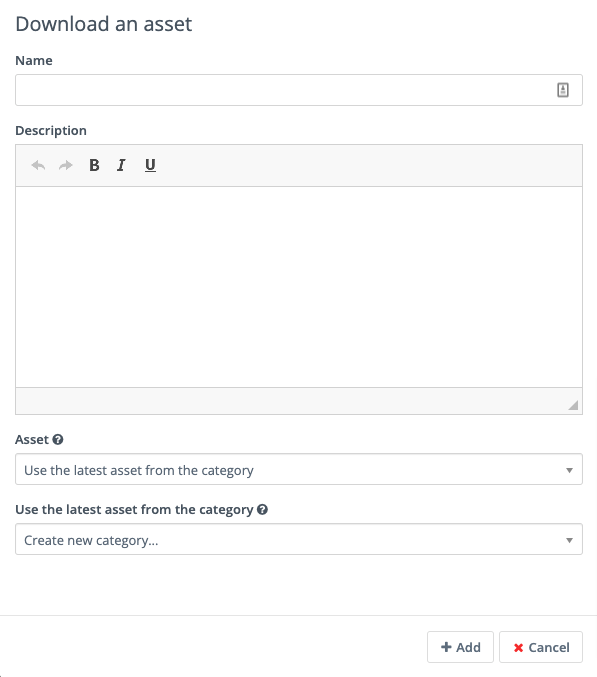 Download an asset
Name
Description
B I U
Asset
Use the latest asset from the category
Use the latest asset from the category
Create new category...
Add
Cancel